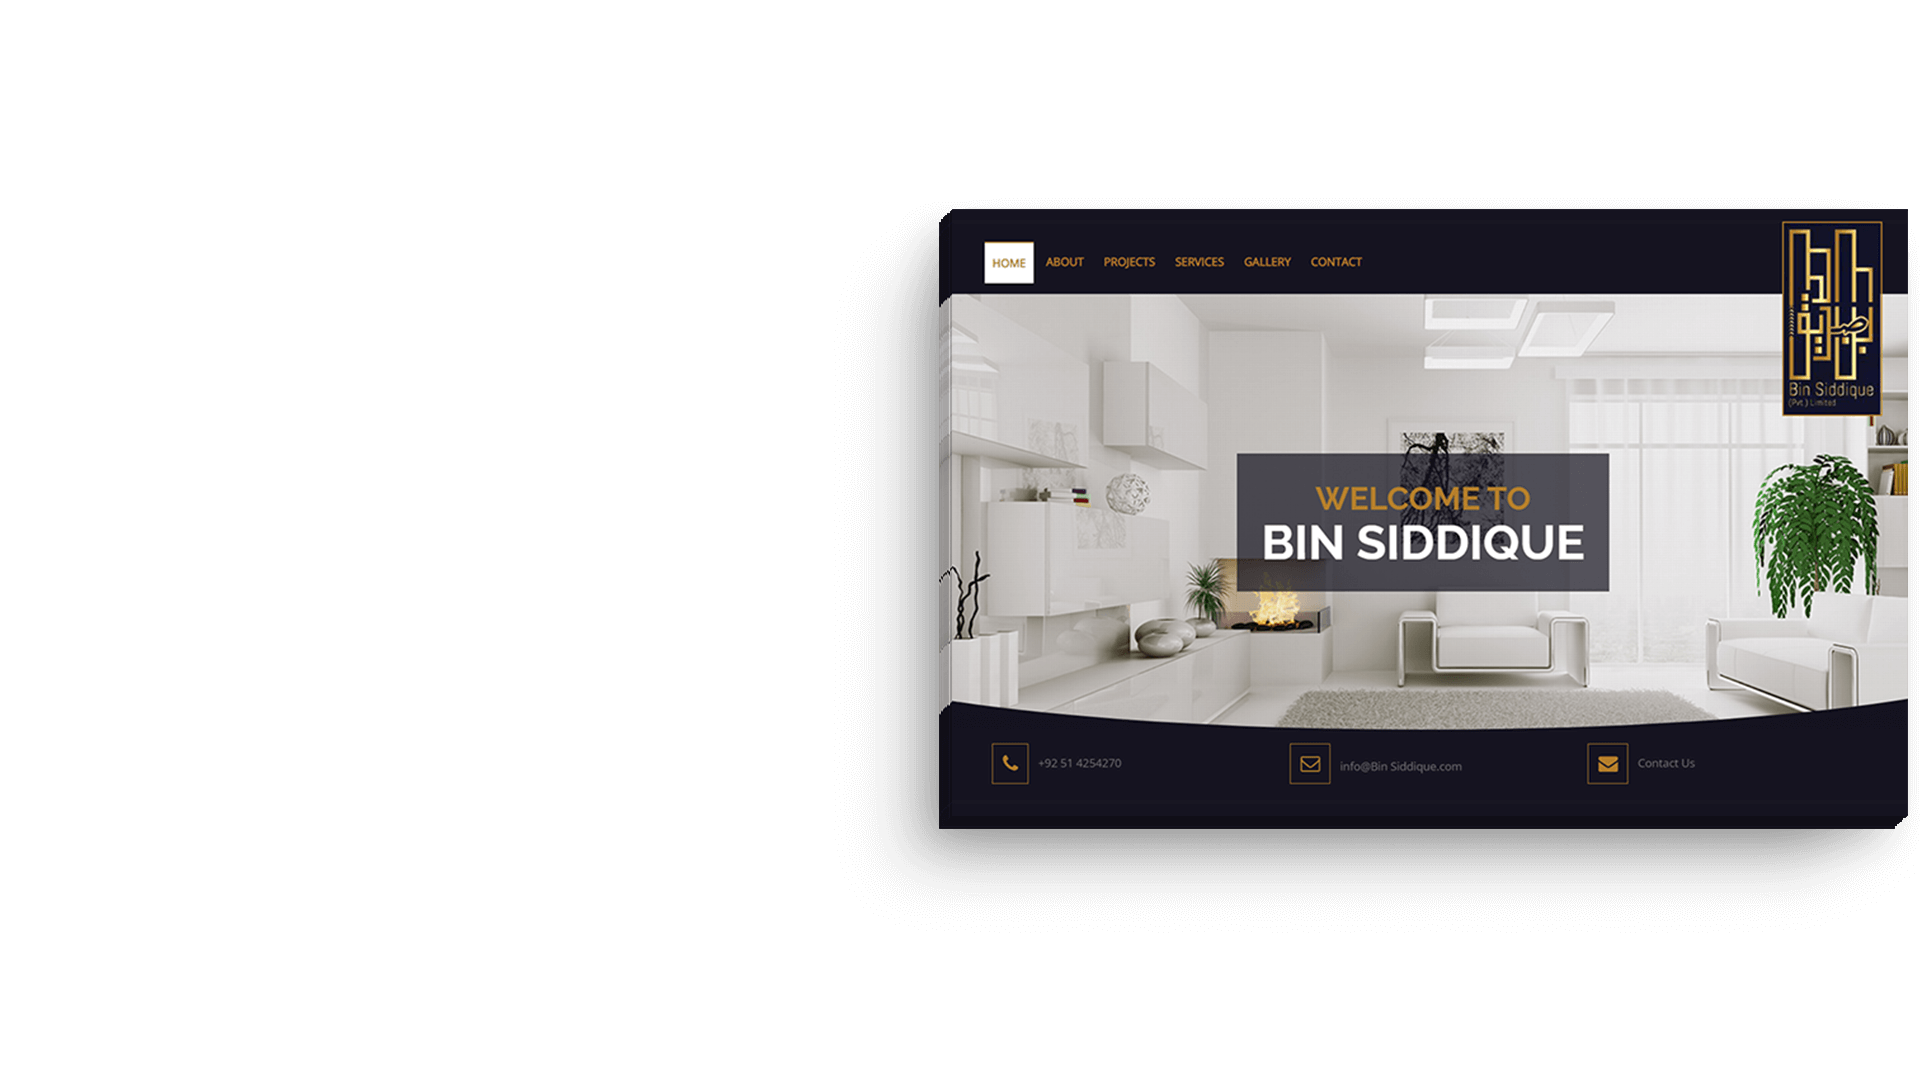 HOME ABOUT PROJECTS SERVICES GALLERY CONTACT
Bin Siddique
(Pvt.) Limited
WELCOME TO
BIN SIDDIQUE
+92 51 4254270
info@Bin Siddique.com
Contact Us